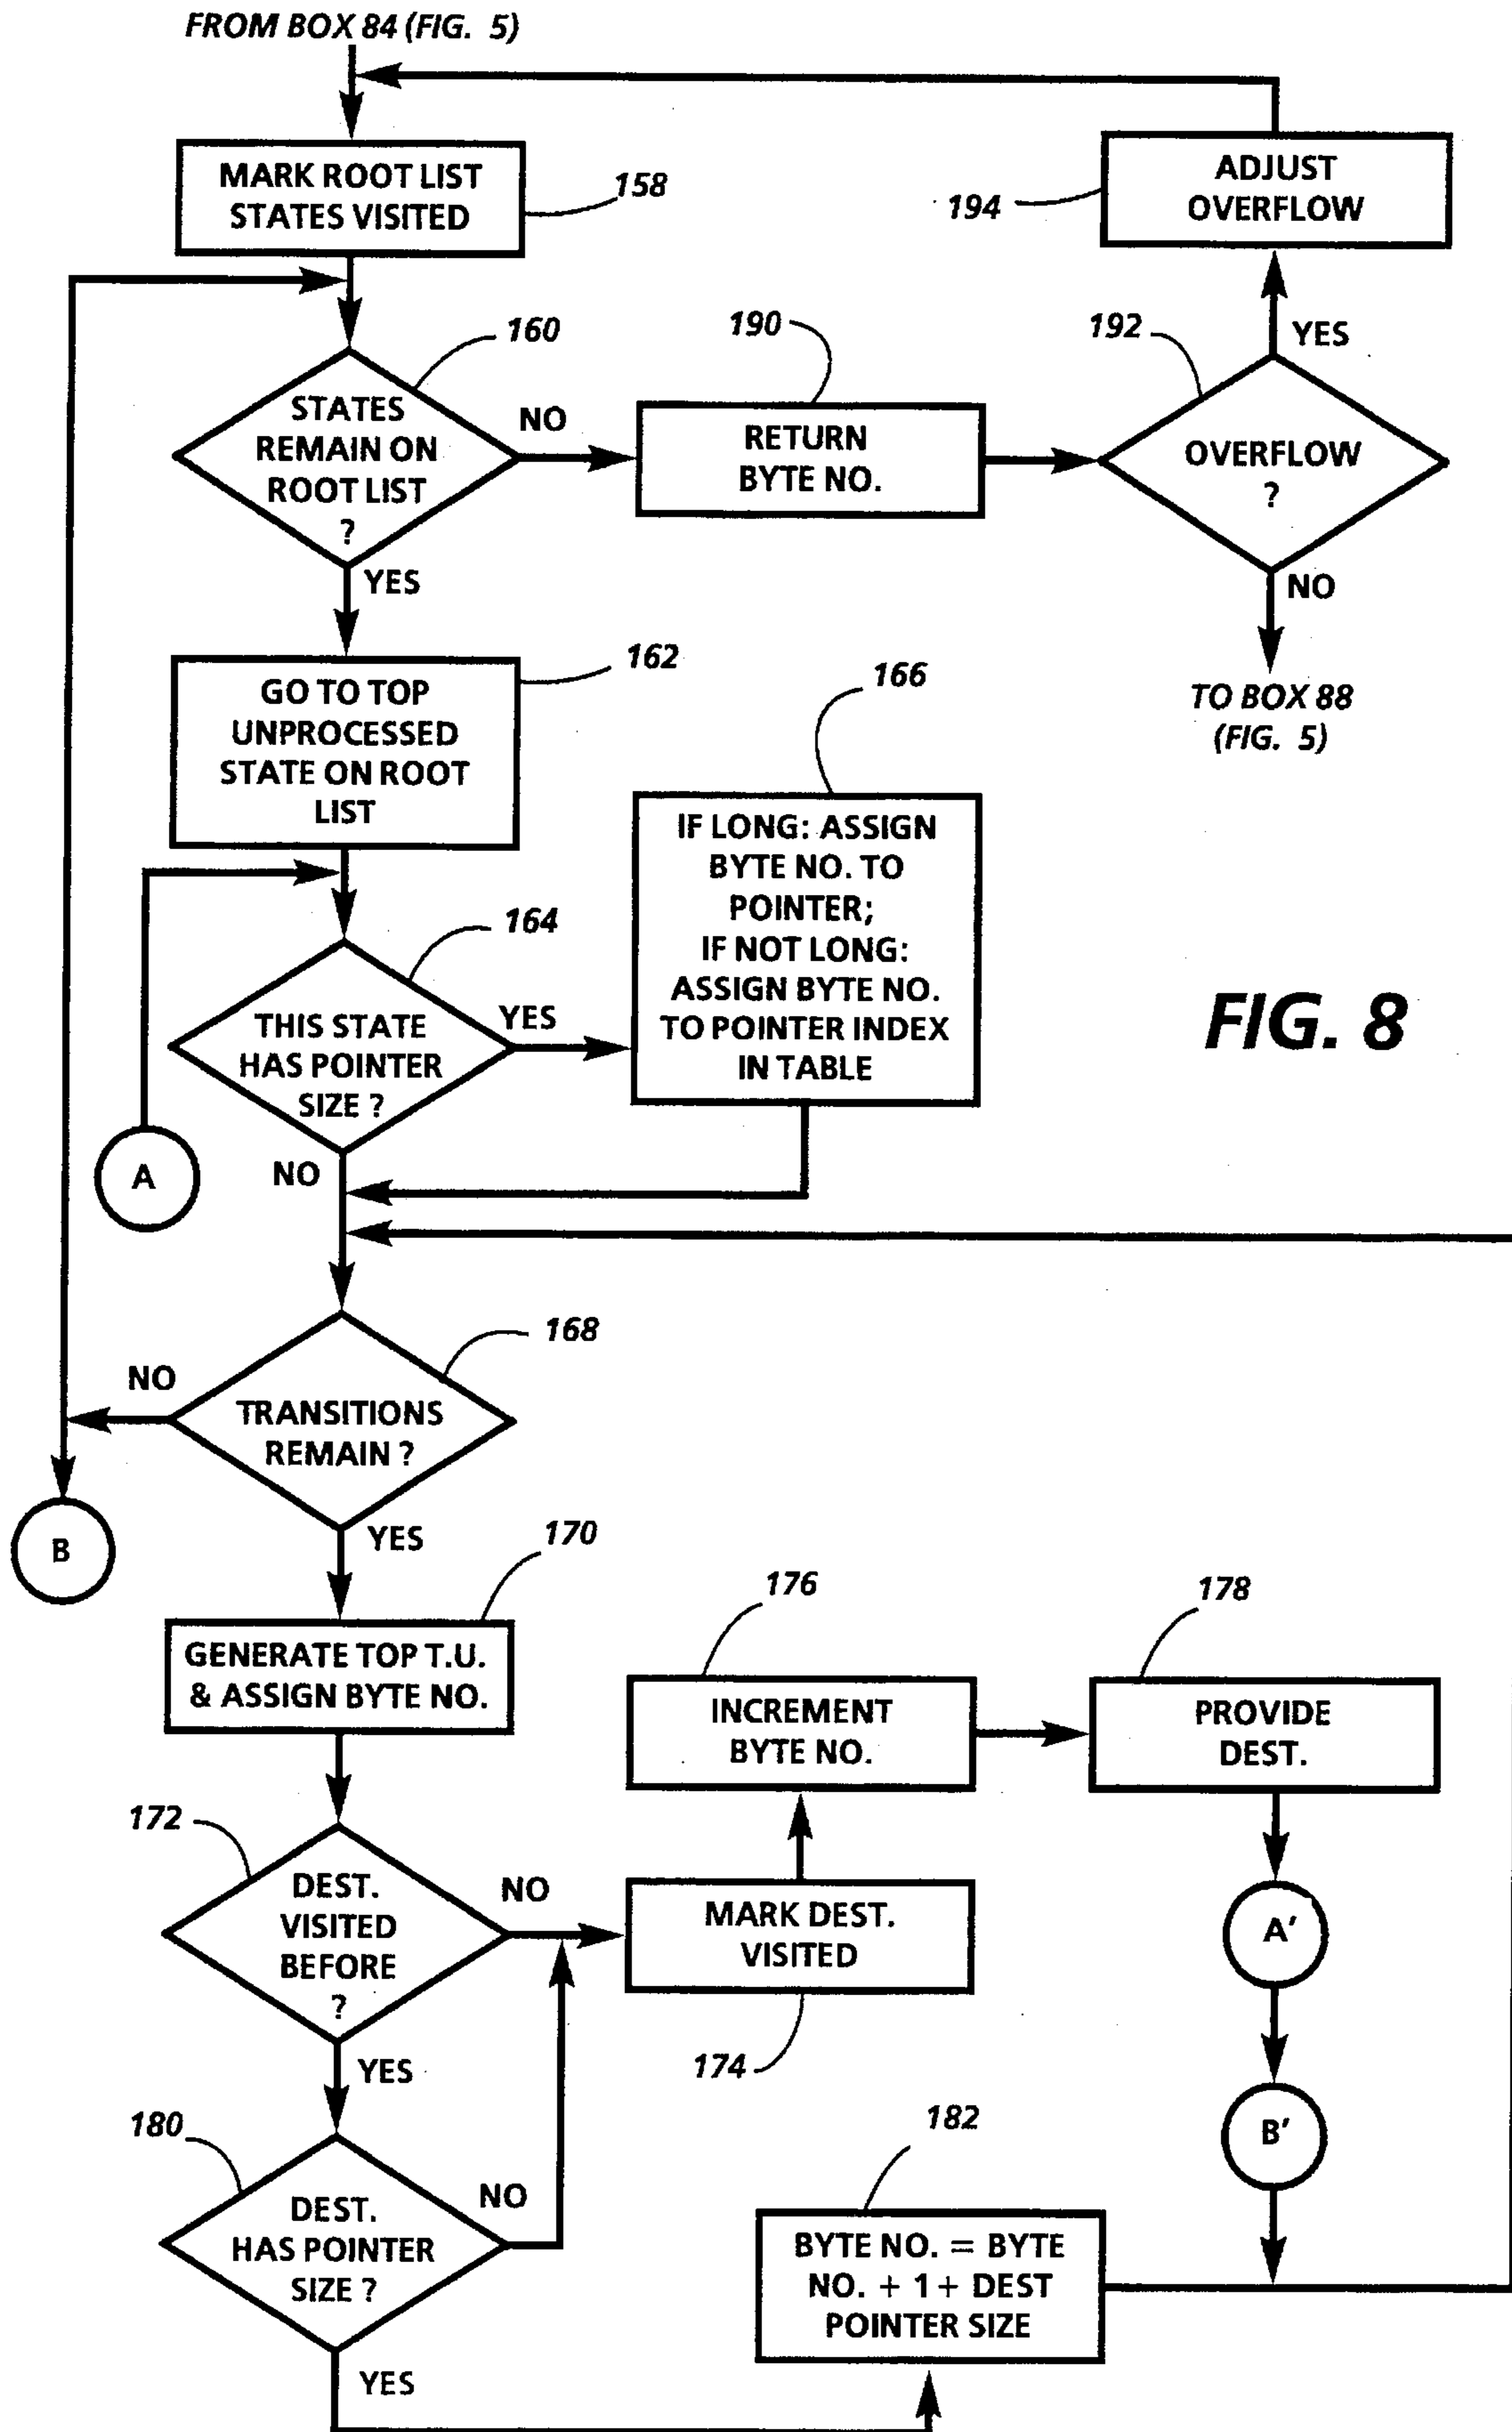 FROM BOX 84 (FIG. 5)
MARK ROOT LIST
STATES VISITED
158
ADJUST
OVERFLOW
194
160
STATES
REMAIN ON
ROOT LIST
?
NO
YES
190
RETURN
BYTE NO.
192
YES
OVERFLOW
?
NO
TO BOX 88
(FIG. 5)
162
GO TO TOP
UNPROCESSED
STATE ON ROOT
LIST
166
IF LONG: ASSIGN
BYTE NO. TO
POINTER;
IF NOT LONG:
ASSIGN BYTE NO.
TO POINTER INDEX
IN TABLE
164
THIS STATE
HAS POINTER
SIZE ?
YES
NO
A
FIG. 8
168
NO
TRANSITIONS
REMAIN ?
YES
B
170
GENERATE TOP T.U.
& ASSIGN BYTE NO.
176
INCREMENT
BYTE NO.
178
PROVIDE
DEST.
172
DEST.
VISITED
BEFORE
?
NO
YES
MARK DEST.
VISITED
174
A'
B'
180
DEST.
HAS POINTER
SIZE ?
NO
YES
182
BYTE NO. = BYTE
NO. + 1 + DEST
POINTER SIZE